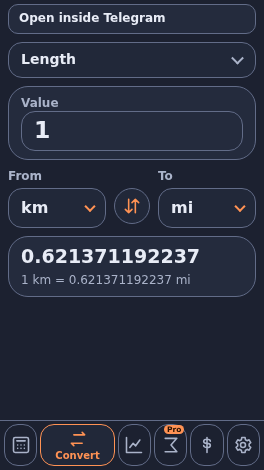 Open inside Telegram
Length
Value
1
From To
km mi
0.621371192237
1 km = 0.621371192237 mi
Pro
Convert